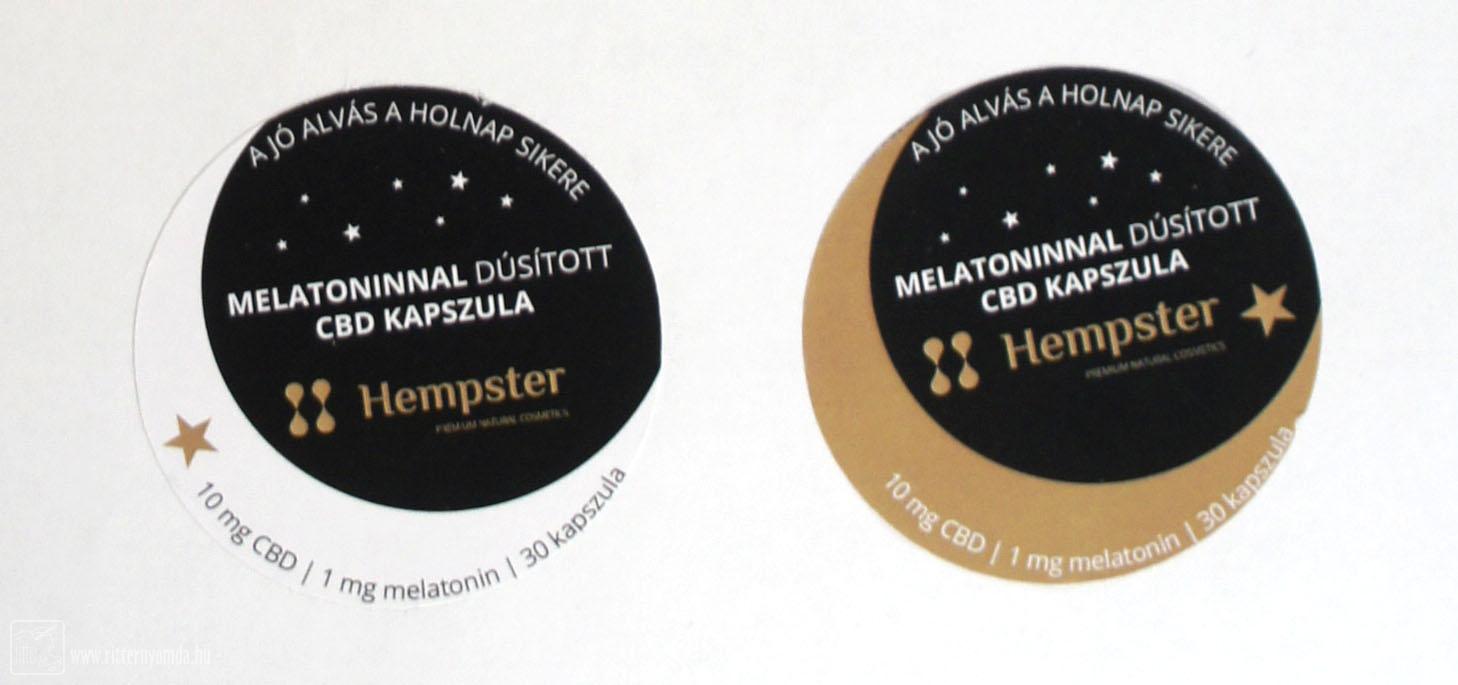 A JÓ ALVÁS A HOLNAP SIKERE
MELATONINNAL DÚSÍTOTT
CBD KAPSZULA
Hempster
PREMIUM NATURAL COSMETICS
10 mg CBD | 1 mg melatonin | 30 kapszula
A JÓ ALVÁS A HOLNAP SIKERE
MELATONINNAL DÚSÍTOTT
CBD KAPSZULA
Hempster
PREMIUM NATURAL COSMETICS
10 mg CBD | 1 mg melatonin | 30 kapszula
www.ritternyomda.hu